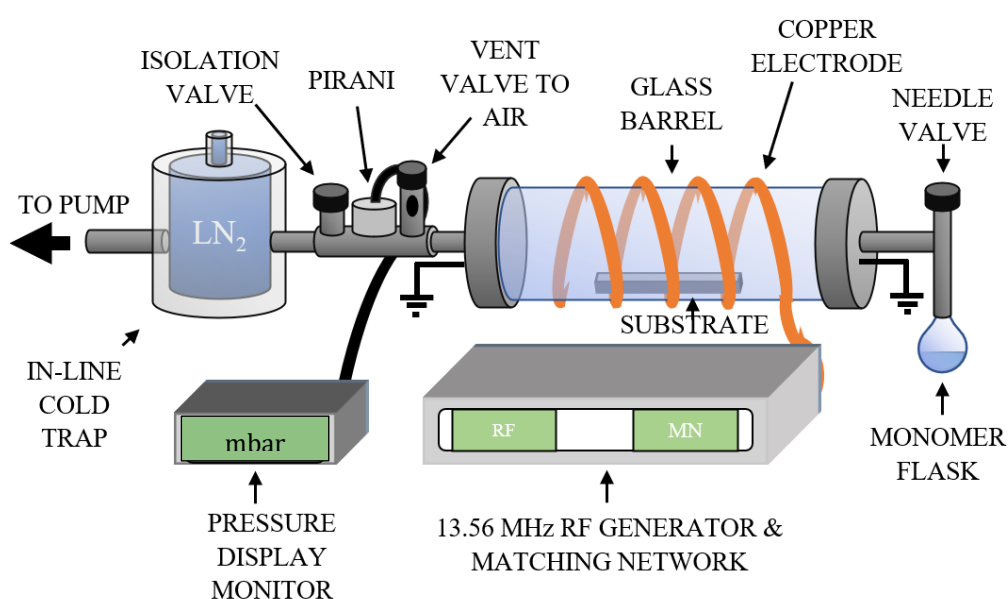 ISOLATION
VALVE
PIRANI
VENT
VALVE TO
AIR
GLASS
BARREL
COPPER
ELECTRODE
NEEDLE
VALVE
TO PUMP
LN₂
SUBSTRATE
IN-LINE
COLD
TRAP
mbar
RF
MN
MONOMER
FLASK
PRESSURE
DISPLAY
MONITOR
13.56 MHz RF GENERATOR &
MATCHING NETWORK